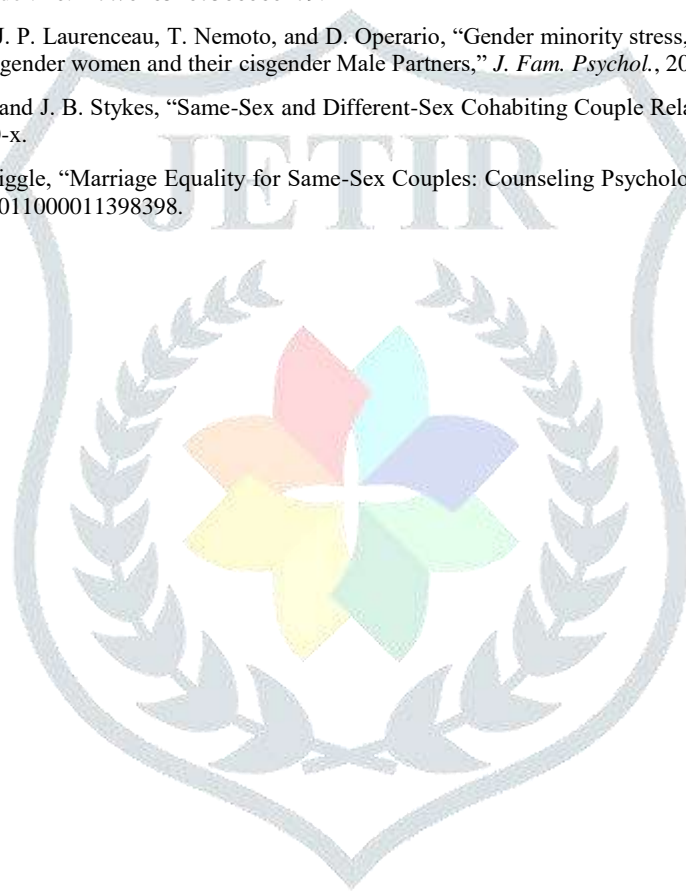 J. P. Laurenceau, T. Nemoto, and D. Operario, “Gender minority stress,
gender women and their cisgender Male Partners,” J. Fam. Psychol., 20
and J. B. Stykes, “Same-Sex and Different-Sex Cohabiting Couple Rela
-x.
iggle, “Marriage Equality for Same-Sex Couples: Counseling Psycholo
011000011398398.
JETIR